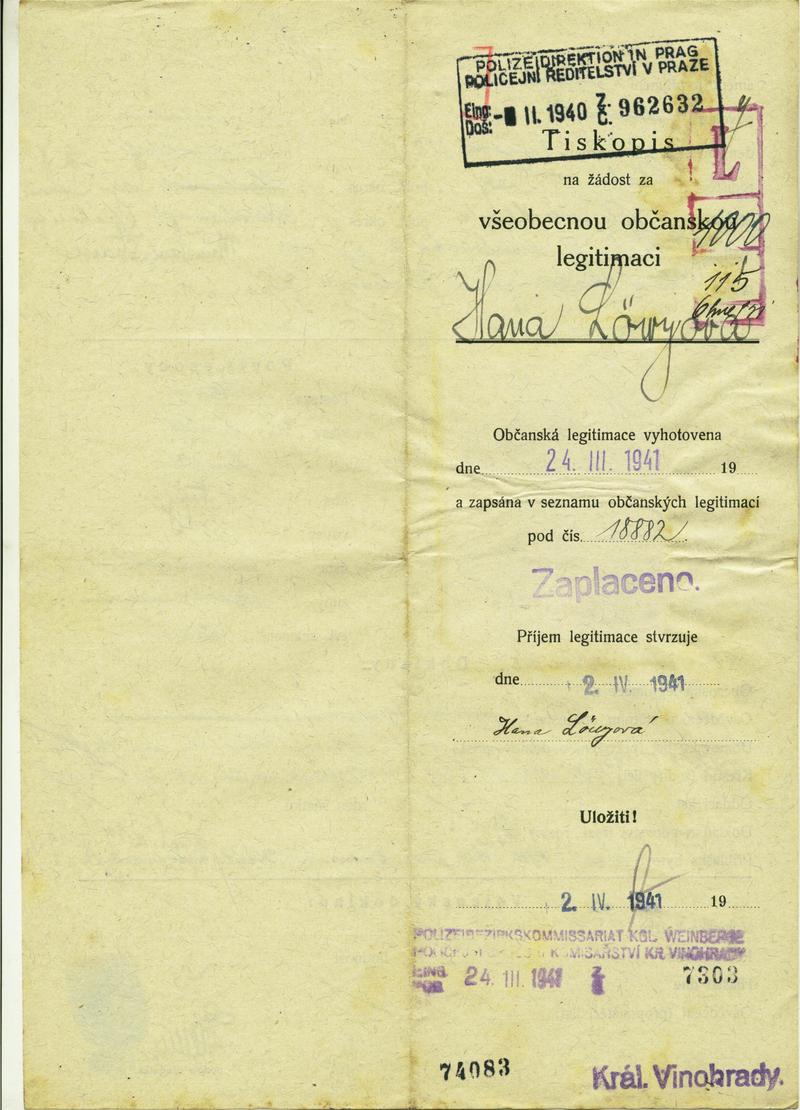 POLIZEIDIREKTION IN PRAG
POLICEJNÍ ŘEDITELSTVÍ V PRAZE
Eing:
Doš:
II. 1940 Z. č. 962632
Tiskopis
L
na žádost za
všeobecnou občanskou
1000
legitimaci
115
Hana Löwyová
Občanská legitimace vyhotovena
dne 24. III. 1941 19
a zapsána v seznamu občanských legitimací
pod čís. 18882
Zaplaceno.
Příjem legitimace stvrzuje
dne 2. IV. 1941
Hana Löwyová
Uložiti!
2. IV. 1941 19
POLIZEIBEZIRKSKOMMISSARIAT KGL. WEINBERGE
KOMISAŘSTVÍ KR. VINOHRADY
24. III. 1941 7303
74083
Král. Vinohrady.